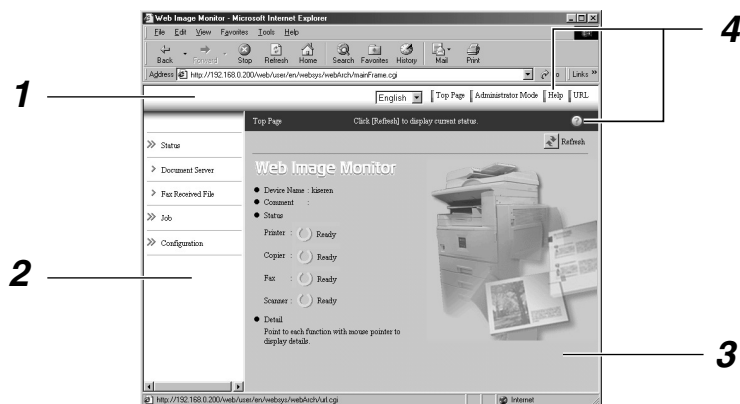 Web Image Monitor - Microsoft Internet Explorer
File Edit View Favorites Tools Help
Back Forward Stop Refresh Home Search Favorites History Mail Print
Address http://192.168.0.200/web/user/en/websys/webArch/mainFrame.cgi Links »
English Top Page Administrator Mode Help URL
Top Page Click [Refresh] to display current status. ?
Refresh
Status
Document Server
Fax Received File
Job
Configuration
Web Image Monitor
Device Name : kiseren
Comment :
Status
Printer : Ready
Copier : Ready
Fax : Ready
Scanner : Ready
Detail
Point to each function with mouse pointer to
display details.
http://192.168.0.200/web/user/en/websys/webArch/url.cgi Internet
1
2
3
4